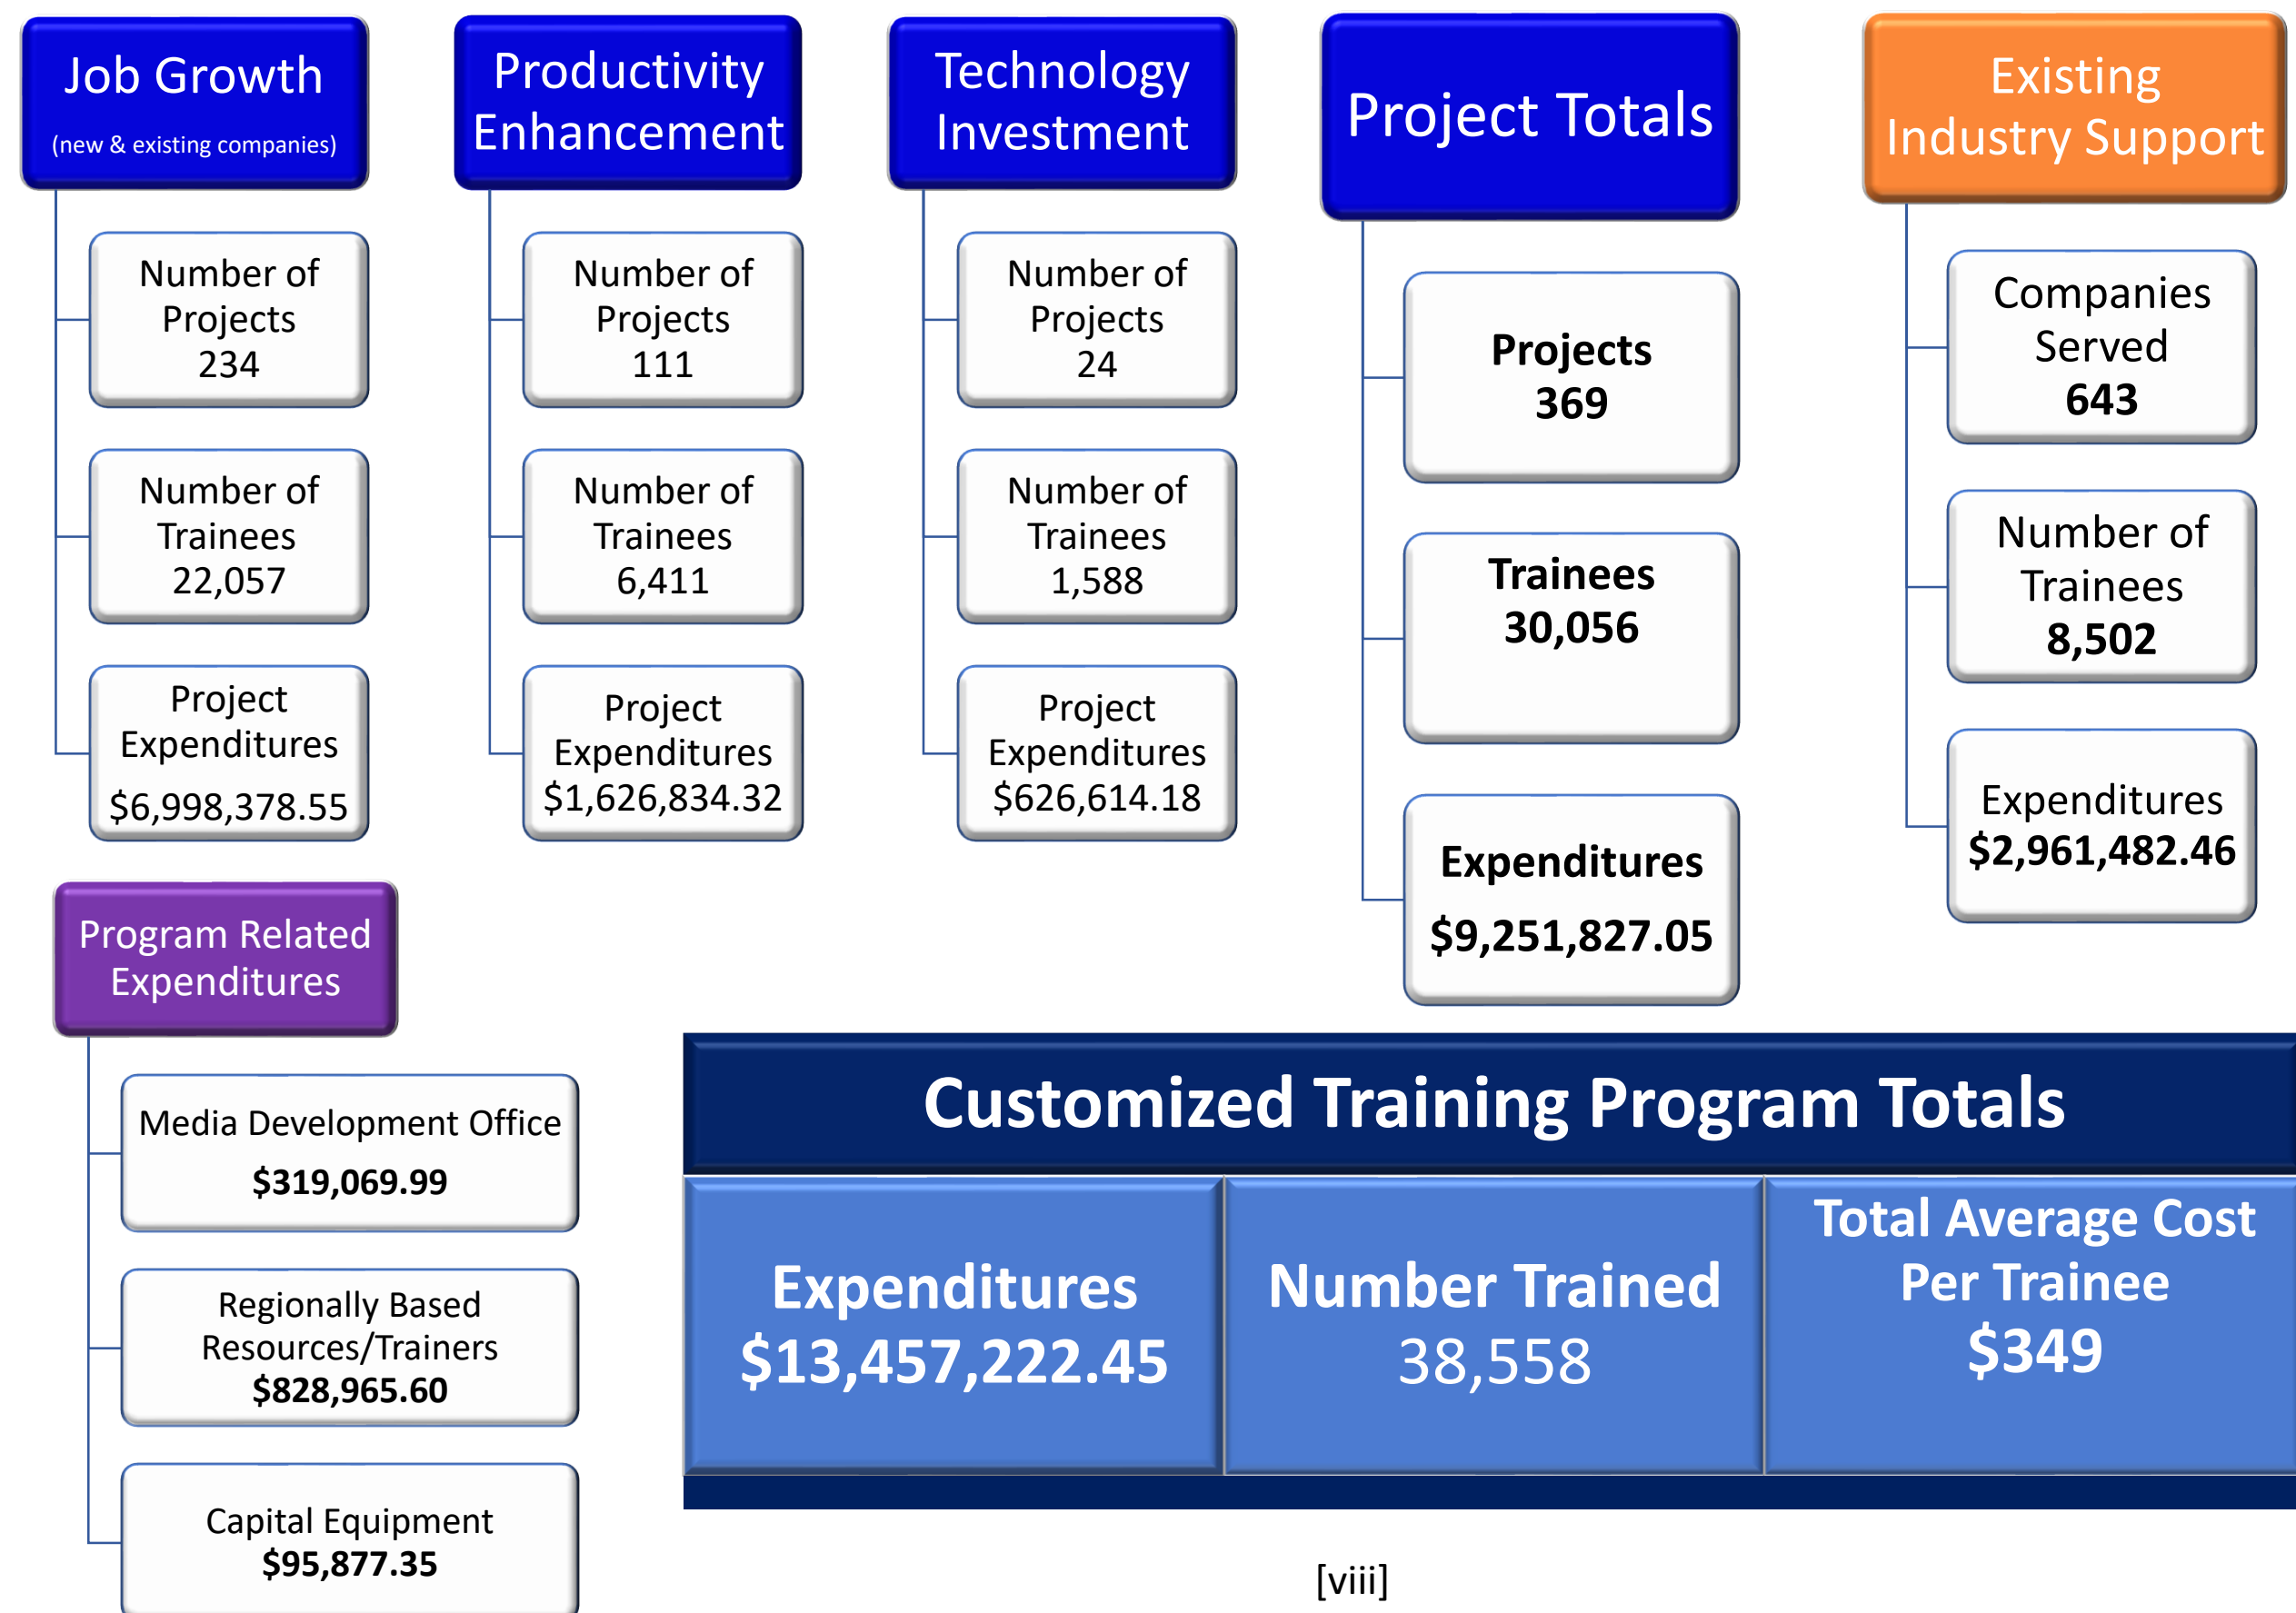 Job Growth
(new & existing companies)
Number of
Projects
234
Number of
Trainees
22,057
Project
Expenditures
$6,998,378.55
Productivity
Enhancement
Number of
Projects
111
Number of
Trainees
6,411
Project
Expenditures
$1,626,834.32
Technology
Investment
Number of
Projects
24
Number of
Trainees
1,588
Project
Expenditures
$626,614.18
Project Totals
Projects
369
Trainees
30,056
Expenditures
$9,251,827.05
Existing
Industry Support
Companies
Served
643
Number of
Trainees
8,502
Expenditures
$2,961,482.46
Program Related
Expenditures
Media Development Office
$319,069.99
Regionally Based
Resources/Trainers
$828,965.60
Capital Equipment
$95,877.35
Customized Training Program Totals
Expenditures
$13,457,222.45
Number Trained
38,558
Total Average Cost
Per Trainee
$349
[viii]